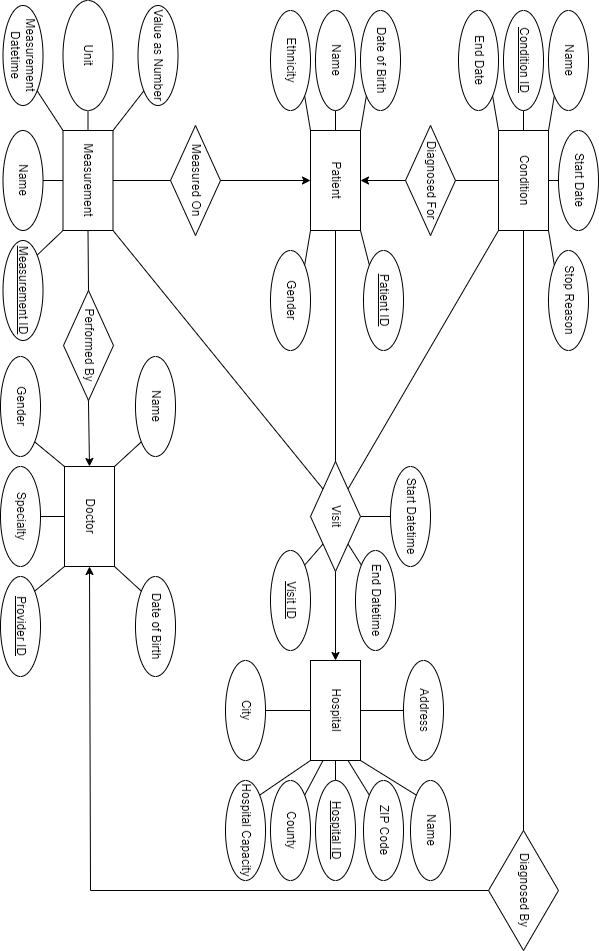 Measurement
Datetime
Unit
Value as Number
Name
Measurement
Measurement ID
Measured On
Ethnicity
Name
Date of Birth
Patient
Gender
Patient ID
Diagnosed For
End Date
Condition ID
Name
Condition
Start Date
Stop Reason
Performed By
Gender
Name
Specialty
Doctor
Provider ID
Date of Birth
Visit
Start Datetime
Visit ID
End Datetime
City
Hospital
Address
Hospital Capacity
County
Hospital ID
ZIP Code
Name
Diagnosed By